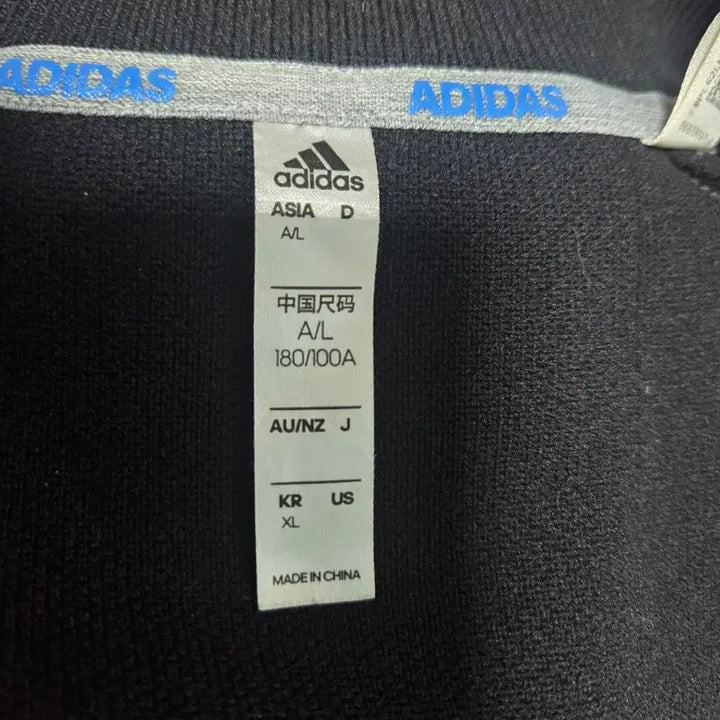 ADIDAS ADIDAS
adidas
ASIA D
A/L
中国尺码
A/L
180/100A
AU/NZ J
KR US
XL
MADE IN CHINA